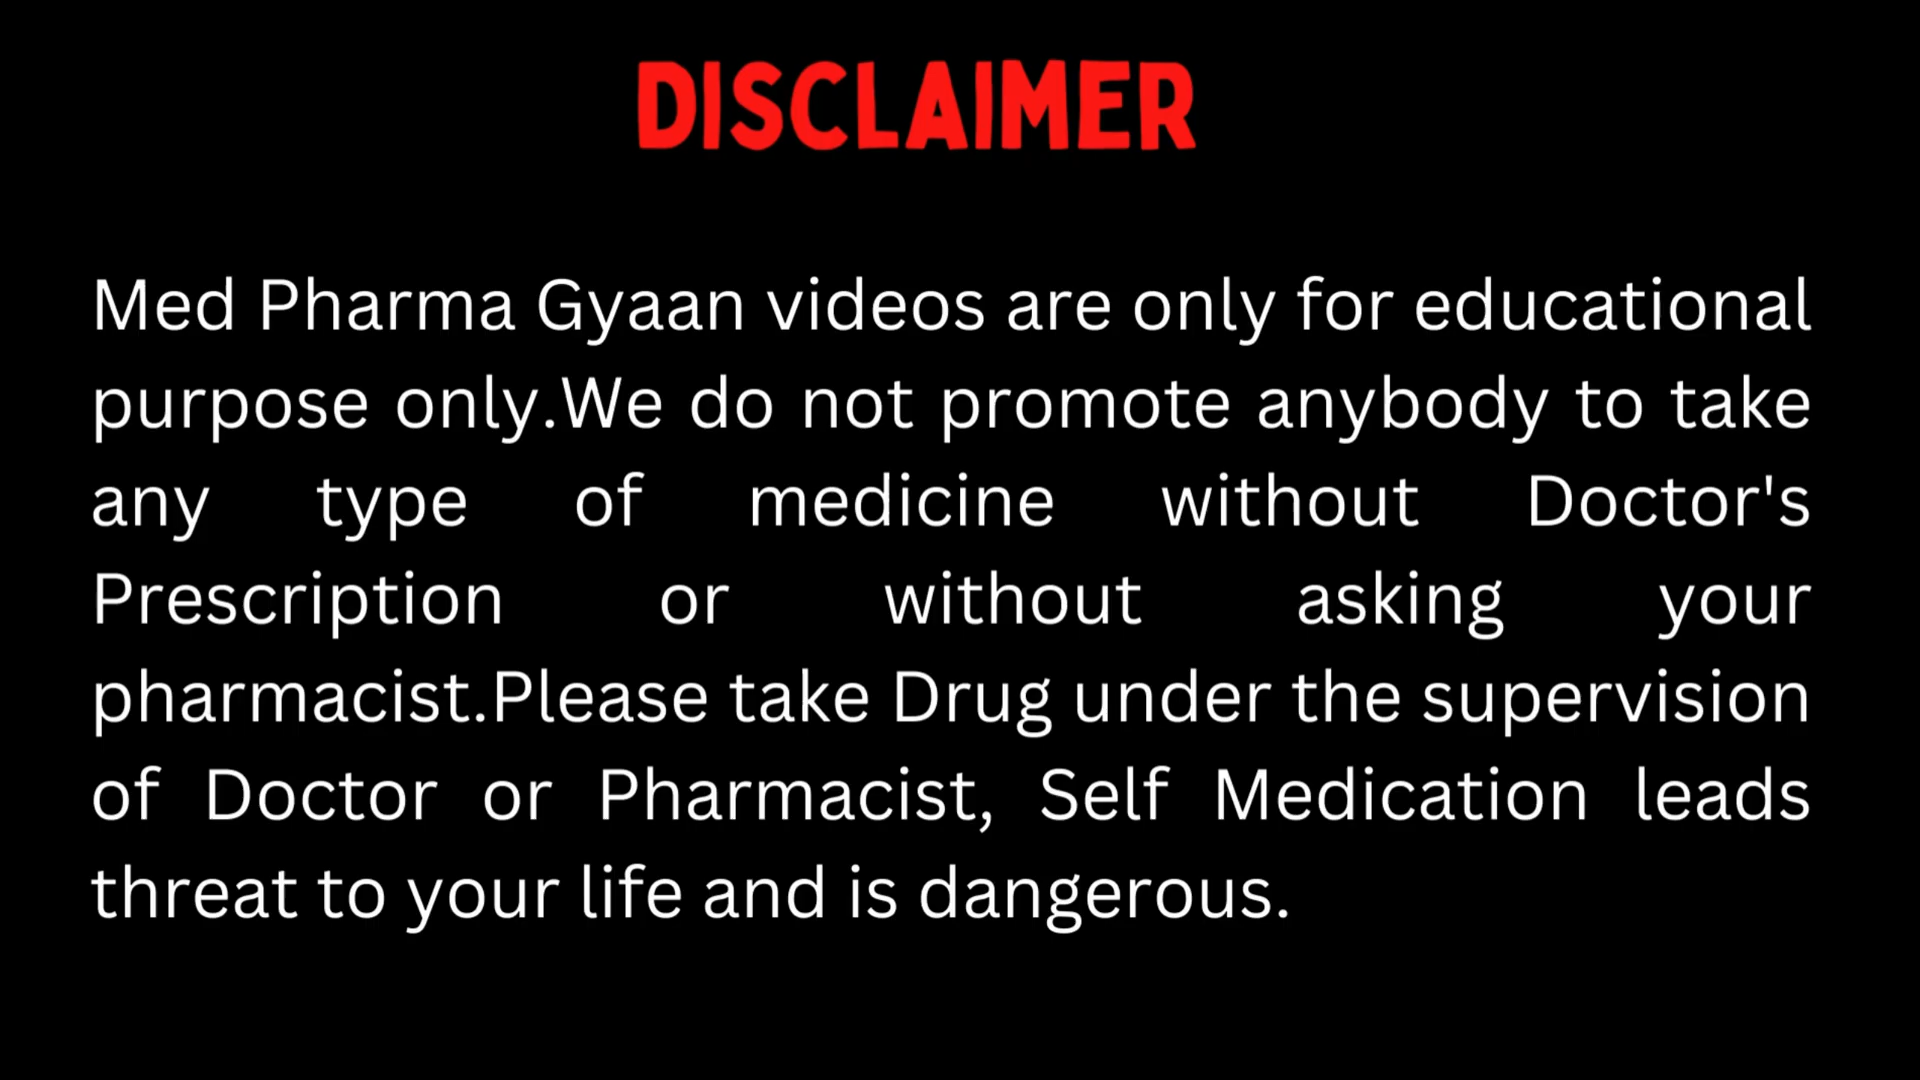 DISCLAIMER
Med Pharma Gyaan videos are only for educational
purpose only.We do not promote anybody to take
any type of medicine without Doctor's
Prescription or without asking your
pharmacist.Please take Drug under the supervision
of Doctor or Pharmacist, Self Medication leads
threat to your life and is dangerous.